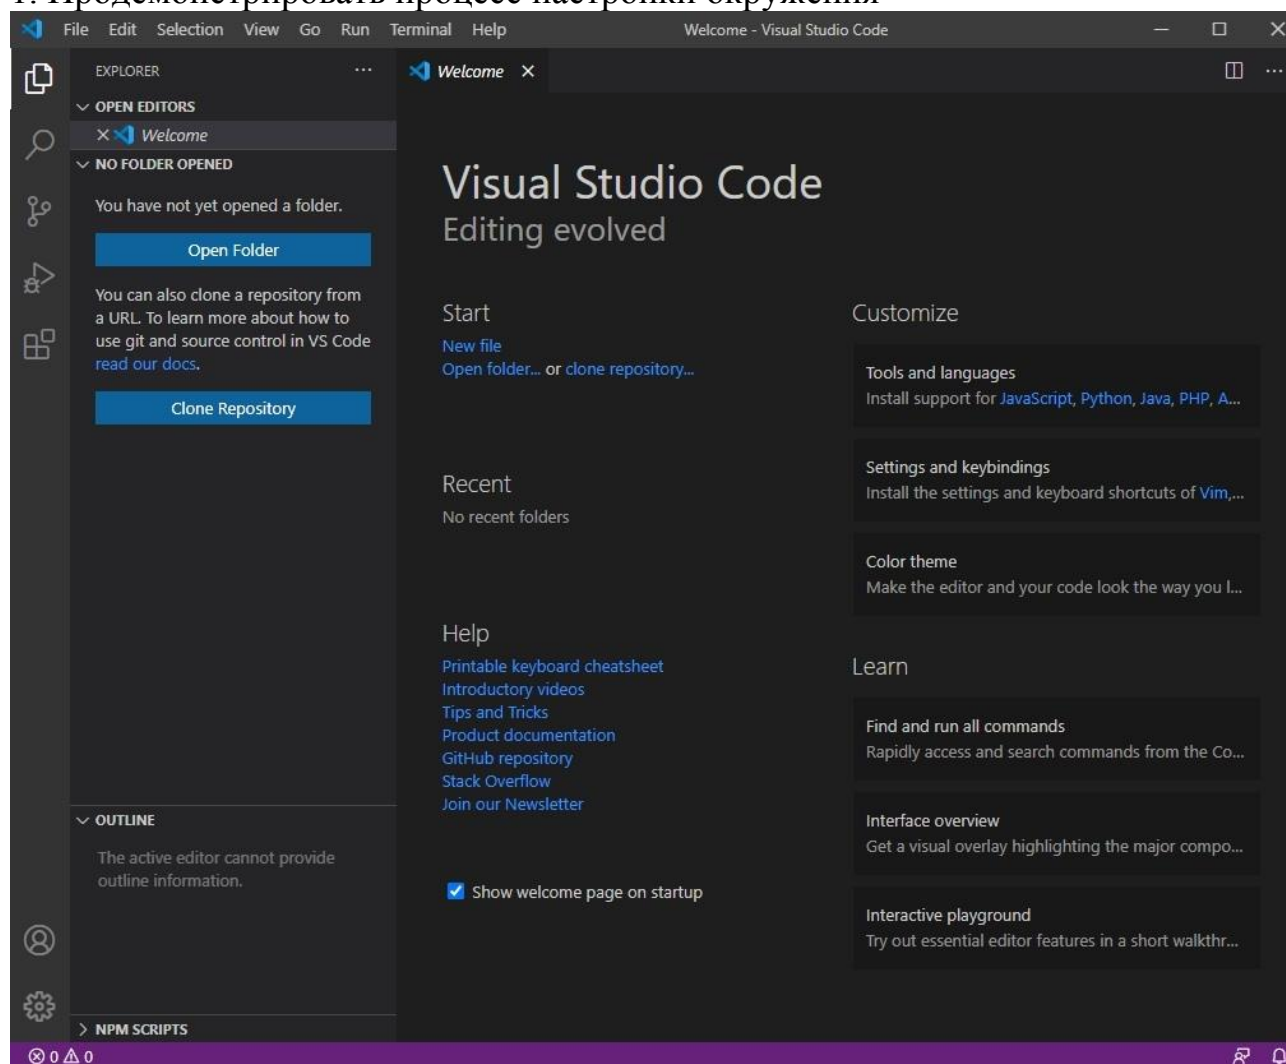 1. Продемонстрировать процесс настройки окружения
File Edit Selection View Go Run Terminal Help
Welcome - Visual Studio Code
EXPLORER
OPEN EDITORS
Welcome
NO FOLDER OPENED
You have not yet opened a folder.
Open Folder
You can also clone a repository from
a URL. To learn more about how to
use git and source control in VS Code
read our docs.
Clone Repository
OUTLINE
The active editor cannot provide
outline information.
NPM SCRIPTS
0 0
Welcome
Visual Studio Code
Editing evolved
Start
New file
Open folder... or clone repository...
Recent
No recent folders
Help
Printable keyboard cheatsheet
Introductory videos
Tips and Tricks
Product documentation
GitHub repository
Stack Overflow
Join our Newsletter
Show welcome page on startup
Customize
Tools and languages
Install support for JavaScript, Python, Java, PHP, A...
Settings and keybindings
Install the settings and keyboard shortcuts of Vim,...
Color theme
Make the editor and your code look the way you l...
Learn
Find and run all commands
Rapidly access and search commands from the Co...
Interface overview
Get a visual overlay highlighting the major compo...
Interactive playground
Try out essential editor features in a short walkthr...